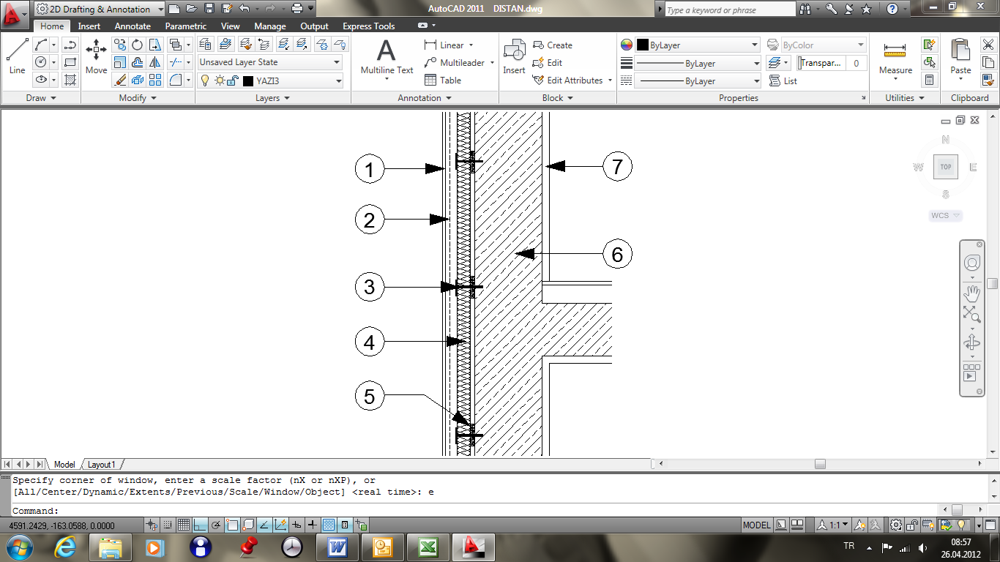 2D Drafting & Annotation
AutoCAD 2011 DISTAN.dwg
Type a keyword or phrase
Home Insert Annotate Parametric View Manage Output Express Tools
Line
Move
Unsaved Layer State
YAZI3
A
Multiline Text
Linear
Multileader
Table
Insert
Create
Edit
Edit Attributes
ByLayer
ByLayer
ByLayer
ByColor
Transpar... 0
List
Measure
Paste
Draw Modify Layers Annotation Block Properties Utilities Clipboard
1
2
3
4
5
6
7
N
W TOP E
S
WCS
Model Layout1
Specify corner of window, enter a scale factor (nX or nXP), or
[All/Center/Dynamic/Extents/Previous/Scale/Window/Object] <real time>: e
Command:
4591.2429, -163.0588, 0.0000
MODEL
1:1
TR
08:57
26.04.2012